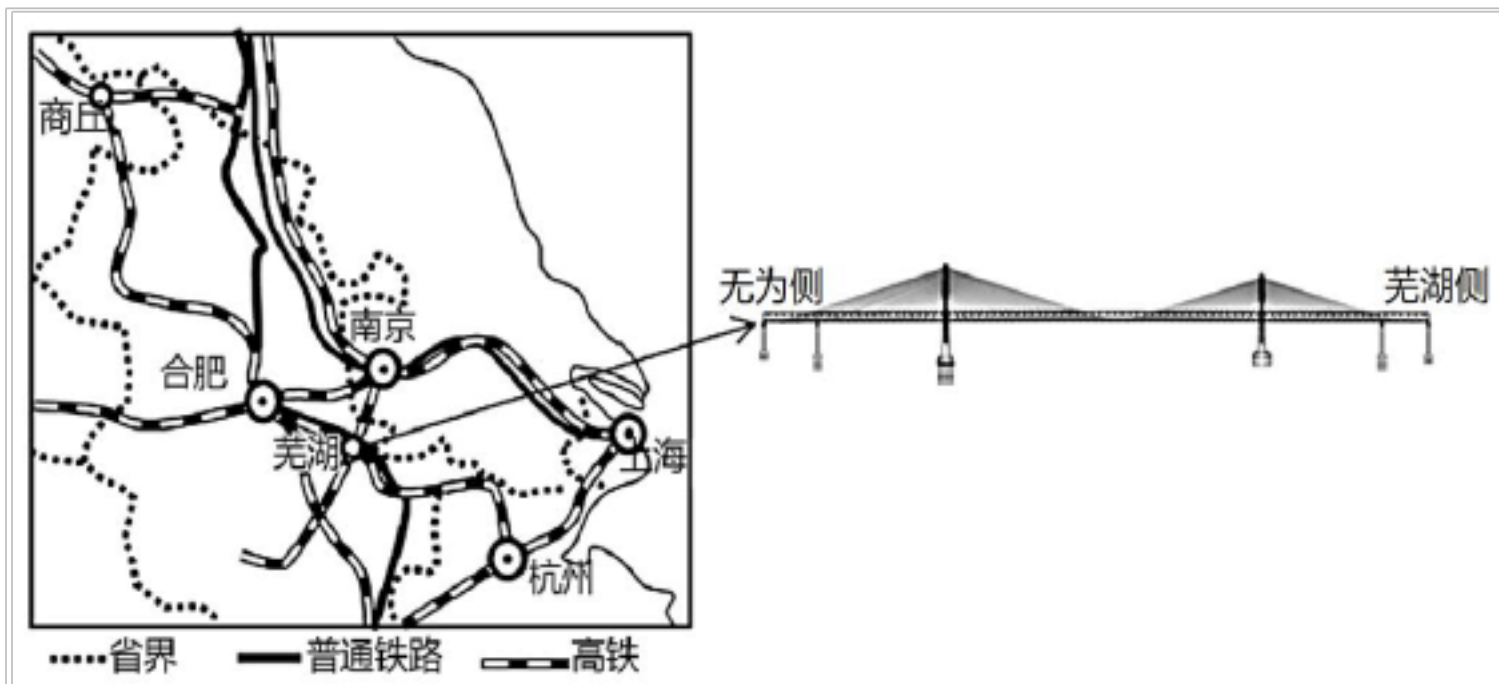 商丘
南京
合肥
芜湖
上海
杭州
无为侧
芜湖侧
省界
普通铁路
高铁